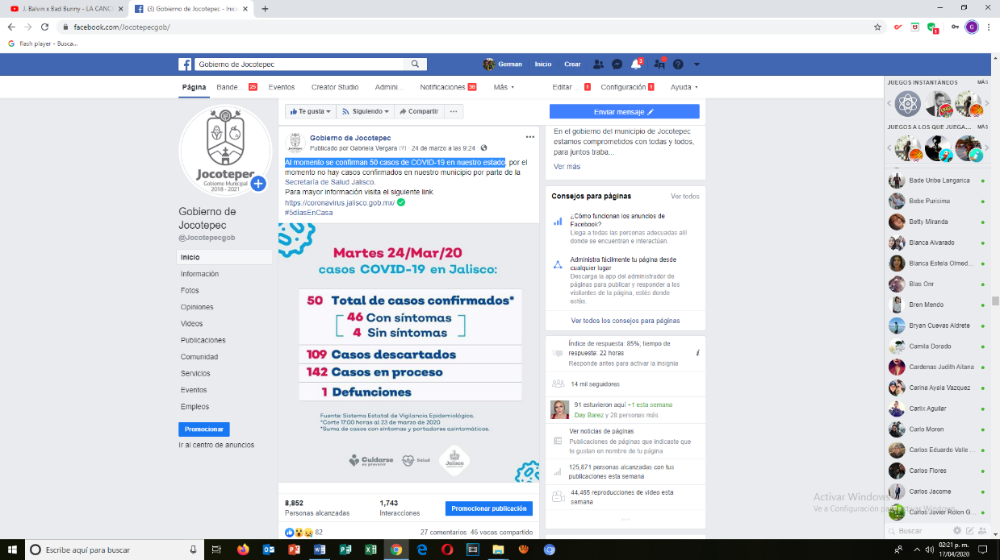 J. Balvin x Bad Bunny - LA CANC
(3) Gobierno de Jocotepec - Inic
facebook.com/Jocotepecgob/
flash player - Busca...
Gobierno de Jocotepec
German Inicio Crear
3
Página Bande... 25 Eventos Creator Studio Admini... Notificaciones 98 Más Editar ... 1 Configuración 1 Ayuda
Jocotepec
Gobierno Municipal
2018 - 2021
Gobierno de
Jocotepec
@Jocotepecgob
Inicio
Información
Fotos
Opiniones
Videos
Publicaciones
Comunidad
Servicios
Eventos
Empleos
Promocionar
Ir al centro de anuncios
Te gusta Siguiendo Compartir ...
Gobierno de Jocotepec
Publicado por Gabriela Vergara [?] · 24 de marzo a las 9:24 ·
Al momento se confirman 50 casos de COVID-19 en nuestro estado, por el
momento no hay casos confirmados en nuestro municipio por parte de la
Secretaría de Salud Jalisco.
Para mayor información visita el siguiente link
https://coronavirus.jalisco.gob.mx/
#5díasEnCasa
Martes 24/Mar/20
casos COVID-19 en Jalisco:
50 Total de casos confirmados*
46 Con síntomas
4 Sin síntomas
109 Casos descartados
142 Casos en proceso
1 Defunciones
Fuente: Sistema Estatal de Vigilancia Epidemiológica.
*Corte 17:00 horas al 23 de marzo de 2020
*Suma de casos con síntomas y portadores asintomáticos.
Cuidarse
es prevenir
Salud
Jalisco
8,852
Personas alcanzadas
1,743
Interacciones
Promocionar publicación
82
27 comentarios 46 veces compartido
Enviar mensaje
En el gobierno del municipio de Jocotepec
estamos comprometidos con todas y todos,
para juntos traba...
Ver más
Consejos para páginas Ver todos
¿Cómo funcionan los anuncios de
Facebook?
Llega a todas las personas adecuadas allí
donde se encuentran e interactúan.
Administra fácilmente tu página desde
cualquier lugar
Descarga la app del administrador de
páginas para publicar y responder a los
visitantes de la página, estés donde
estés.
Ver todos los consejos para páginas
Índice de respuesta: 85%; tiempo de
respuesta: 22 horas
Responde antes para activar la insignia
14 mil seguidores
91 estuvieron aquí +1 esta semana
Day Barez y 28 personas más
Ver noticias de páginas
Publicaciones de páginas que indicaste que
te gustan en nombre de tu página
125,871 personas alcanzadas con tus
publicaciones esta semana
44,465 reproducciones de video esta
semana
JUEGOS INSTANTÁNEOS MÁS
JUEGOS A LOS QUE JUEGA... MÁS
Bade Uribe Langarica
Bebe Purisima
Betty Miranda
Bianca Alvarado
Blanca Estela Olmed...
Blas Onr
Bren Mendo
Bryan Cuevas Aldrete
Camila Dorado
Cardenas Judith Aitana
Carina Ayala Vazquez
Carlix Aguilar
Carlo Moren
Carlos Eduardo Valle ...
Carlos Flores
Carlos Jacome
Carlos Javier Rolon G...
Activar Windows
Ve a Configuración para activar Windows.
Buscar
Escribe aquí para buscar
02:21 p. m.
17/04/2020